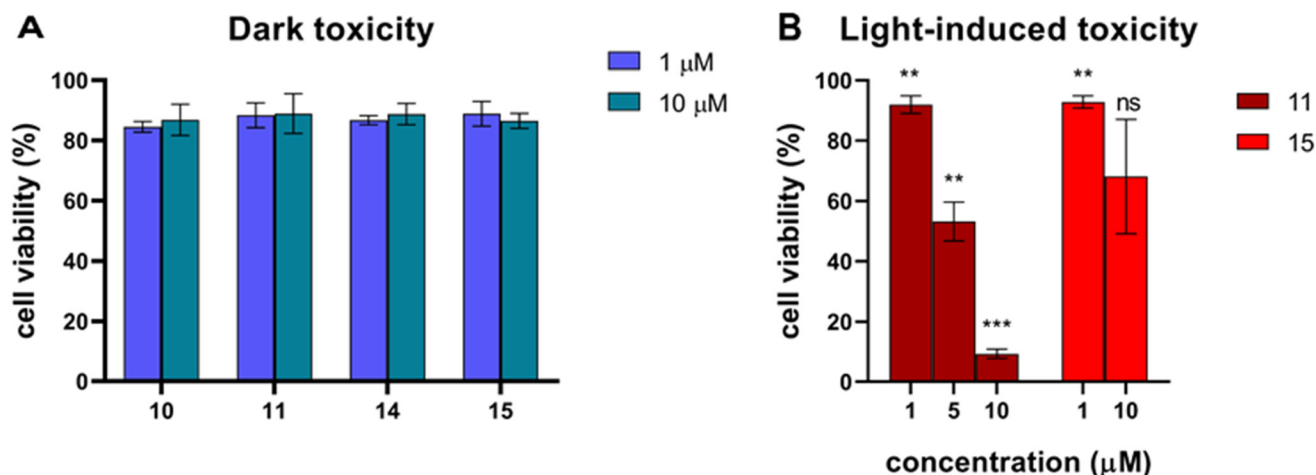 A
Dark toxicity
1 μM
10 μM
cell viability (%)
100
80
60
40
20
0
10 11 14 15
B
Light-induced toxicity
11
15
cell viability (%)
100
80
60
40
20
0
** ** *** ** ns
1 5 10 1 10
concentration (μM)